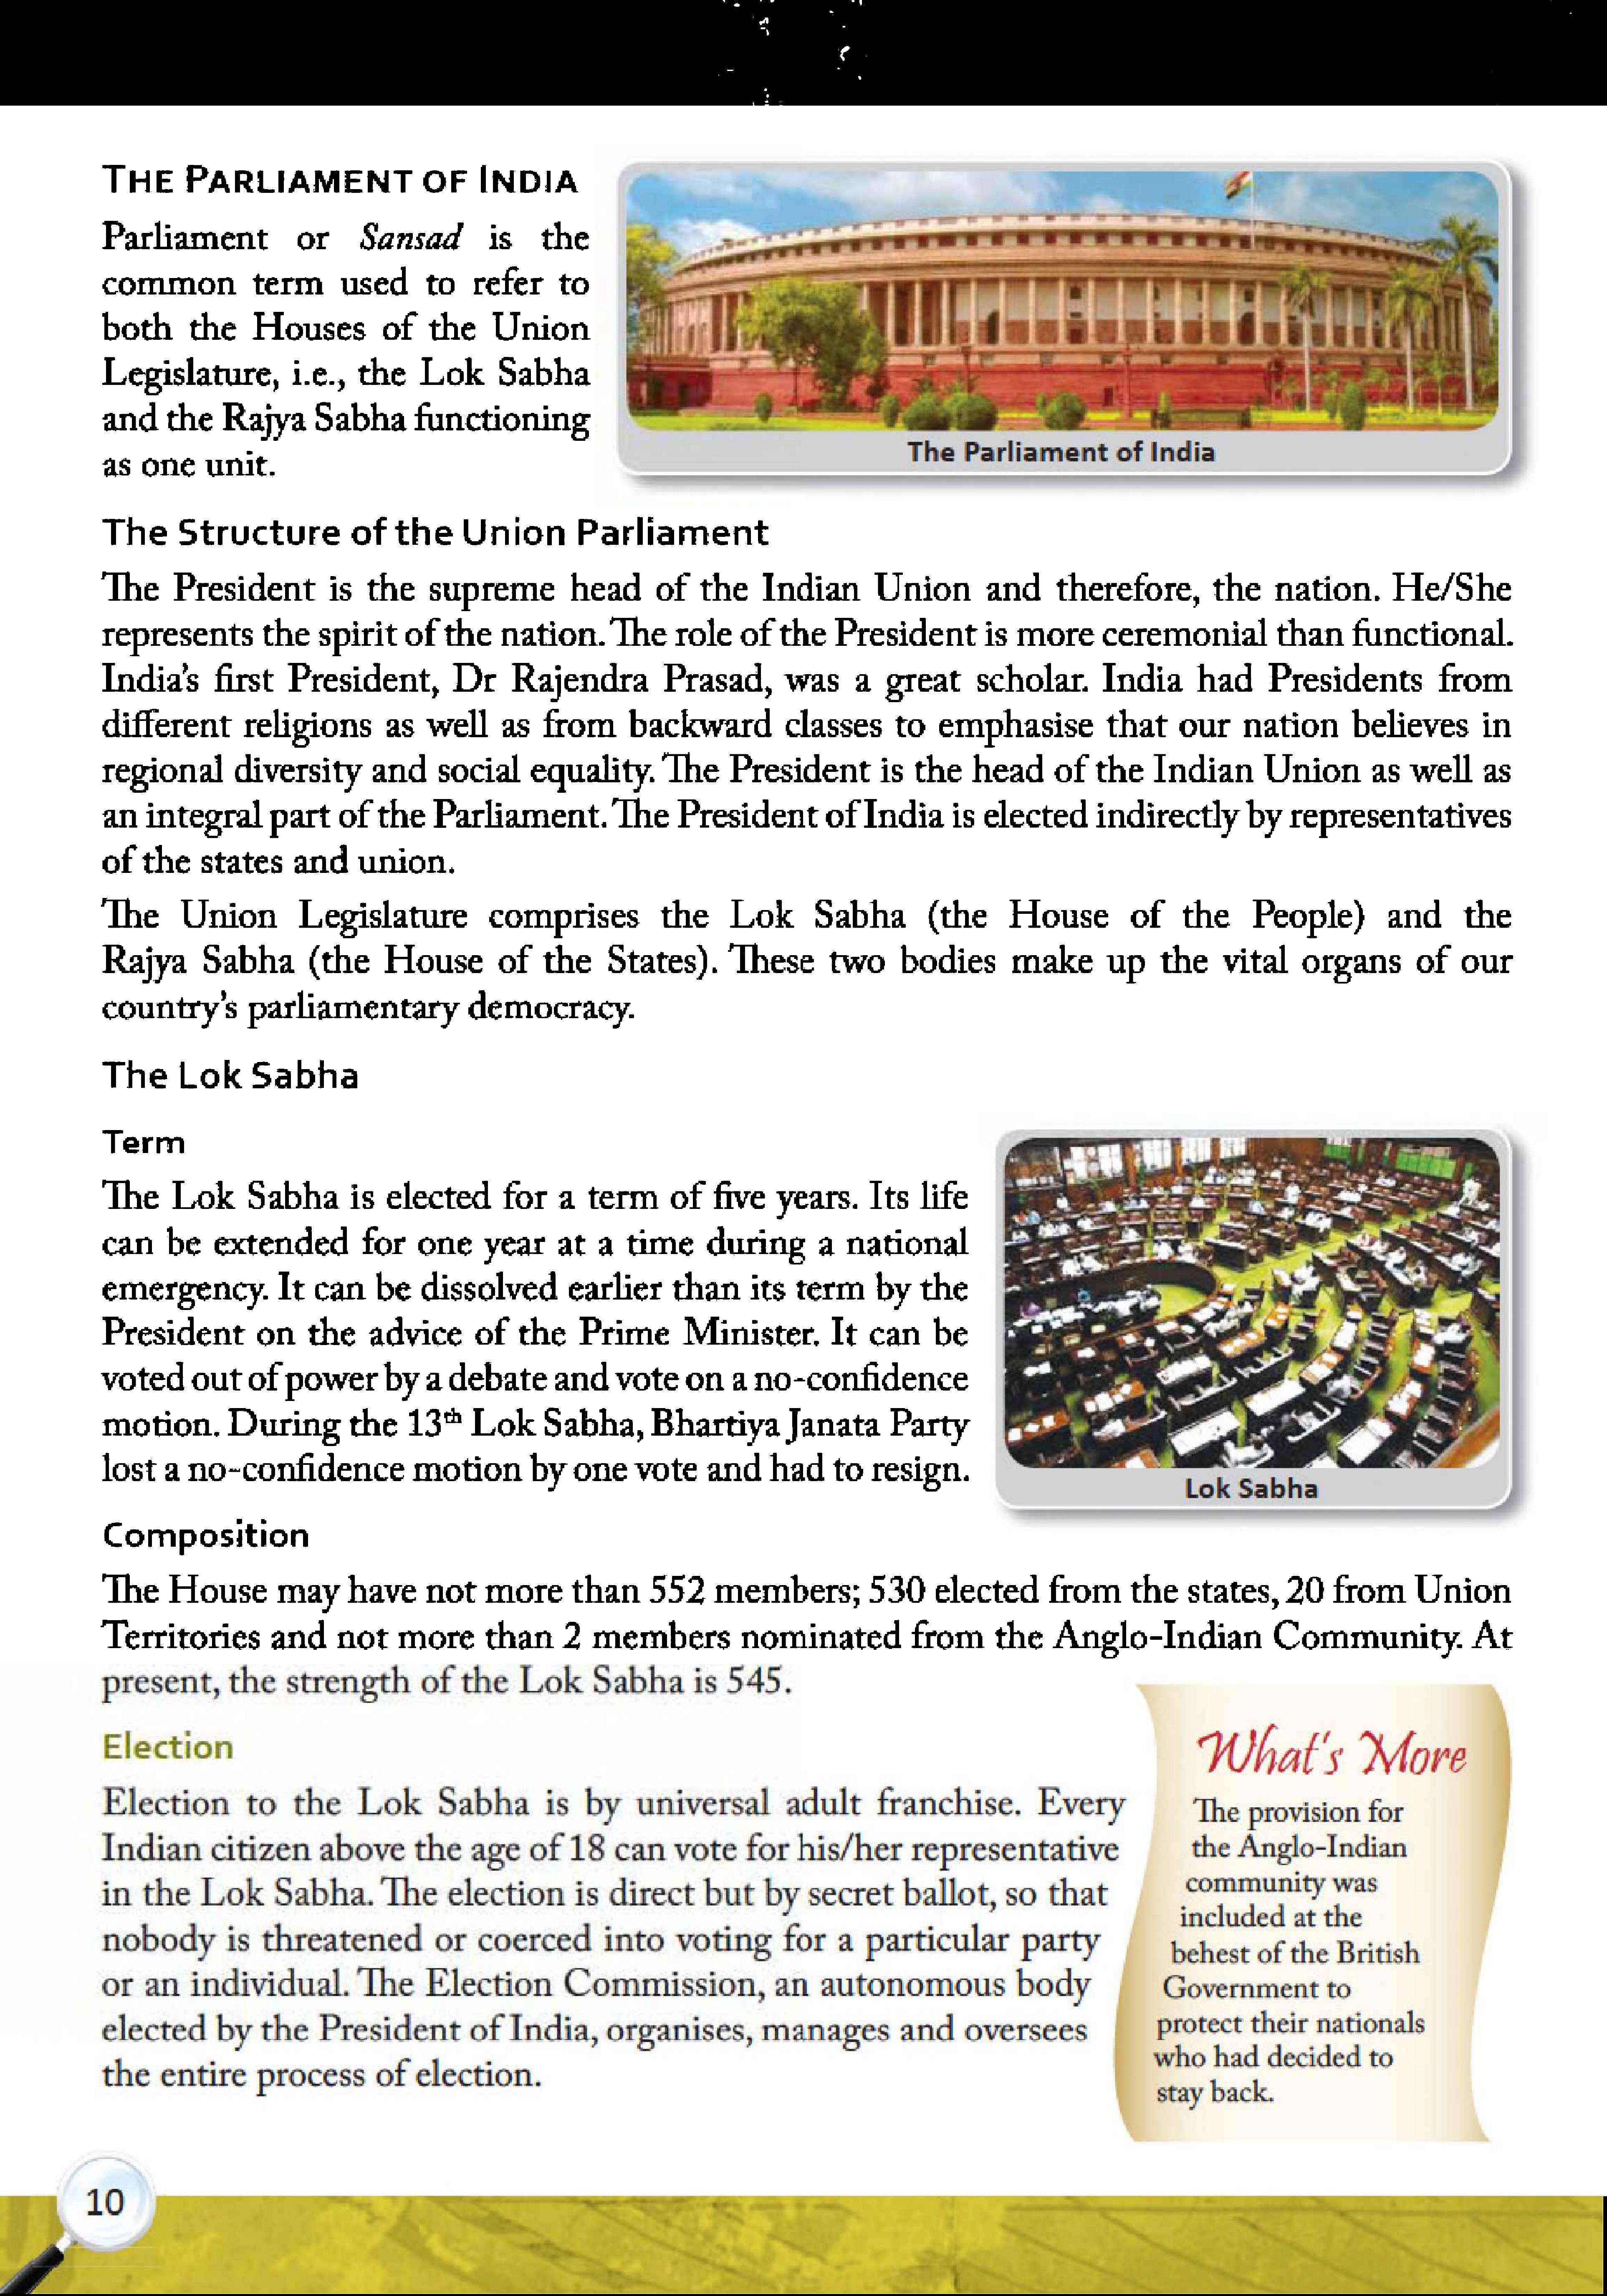 THE PARLIAMENT OF INDIA
Parliament or Sansad is the
common term used to refer to
both the Houses of the Union
Legislature, i.e., the Lok Sabha
and the Rajya Sabha functioning
as one unit.
The Parliament of India
The Structure of the Union Parliament
The President is the supreme head of the Indian Union and therefore, the nation. He/She
represents the spirit of the nation. The role of the President is more ceremonial than functional.
India's first President, Dr Rajendra Prasad, was a great scholar. India had Presidents from
different religions as well as from backward classes to emphasise that our nation believes in
regional diversity and social equality. The President is the head of the Indian Union as well as
an integral part of the Parliament. The President of India is elected indirectly by representatives
of the states and union.
The Union Legislature comprises the Lok Sabha (the House of the People) and the
Rajya Sabha (the House of the States). These two bodies make up the vital organs of our
country's parliamentary democracy.
The Lok Sabha
Term
The Lok Sabha is elected for a term of five years. Its life
can be extended for one year at a time during a national
emergency. It can be dissolved earlier than its term by the
President on the advice of the Prime Minister. It can be
voted out of power by a debate and vote on a no-confidence
motion. During the 13th Lok Sabha, Bhartiya Janata Party
lost a no-confidence motion by one vote and had to resign.
Lok Sabha
Composition
The House may have not more than 552 members; 530 elected from the states, 20 from Union
Territories and not more than 2 members nominated from the Anglo-Indian Community. At
present, the strength of the Lok Sabha is 545.
Election
Election to the Lok Sabha is by universal adult franchise. Every
Indian citizen above the age of 18 can vote for his/her representative
in the Lok Sabha. The election is direct but by secret ballot, so that
nobody is threatened or coerced into voting for a particular party
or an individual. The Election Commission, an autonomous body
elected by the President of India, organises, manages and oversees
the entire process of election.
What's More
The provision for
the Anglo-Indian
community was
included at the
behest of the British
Government to
protect their nationals
who had decided to
stay back.
10